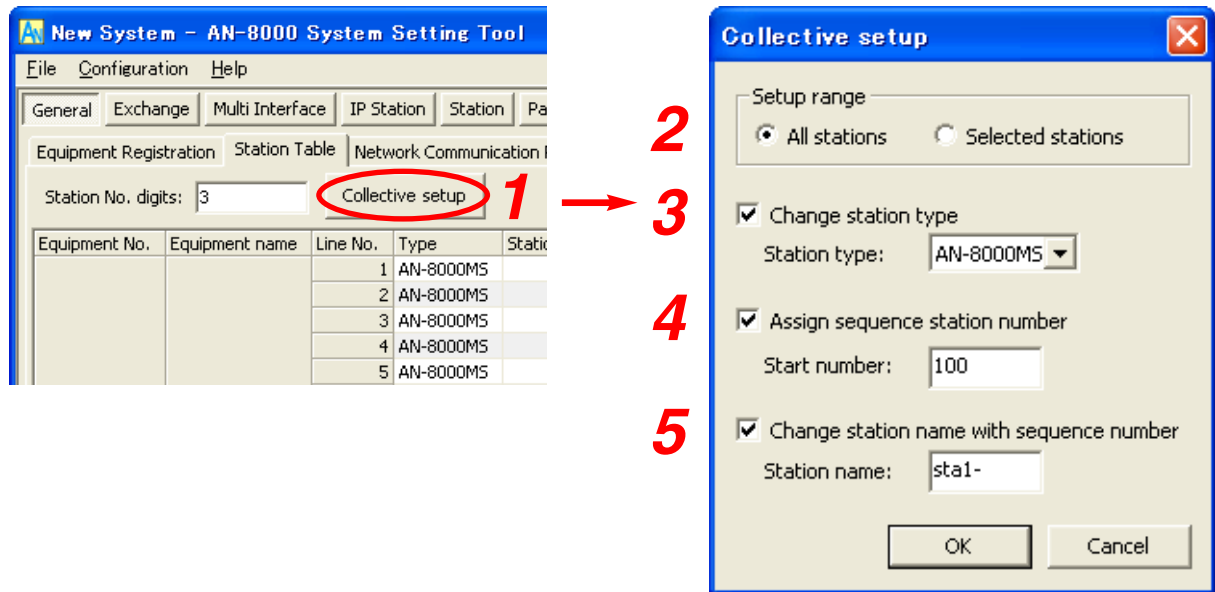 AN New System - AN-8000 System Setting Tool
File Configuration Help
General Exchange Multi Interface IP Station Station Pa
Equipment Registration Station Table Network Communication
Station No. digits: 3 Collective setup 1
Equipment No. Equipment name Line No. Type Static
1 AN-8000MS
2 AN-8000MS
3 AN-8000MS
4 AN-8000MS
5 AN-8000MS
Collective setup
Setup range
2 All stations Selected stations
3 Change station type
Station type: AN-8000MS
4 Assign sequence station number
Start number: 100
5 Change station name with sequence number
Station name: sta1-
OK Cancel